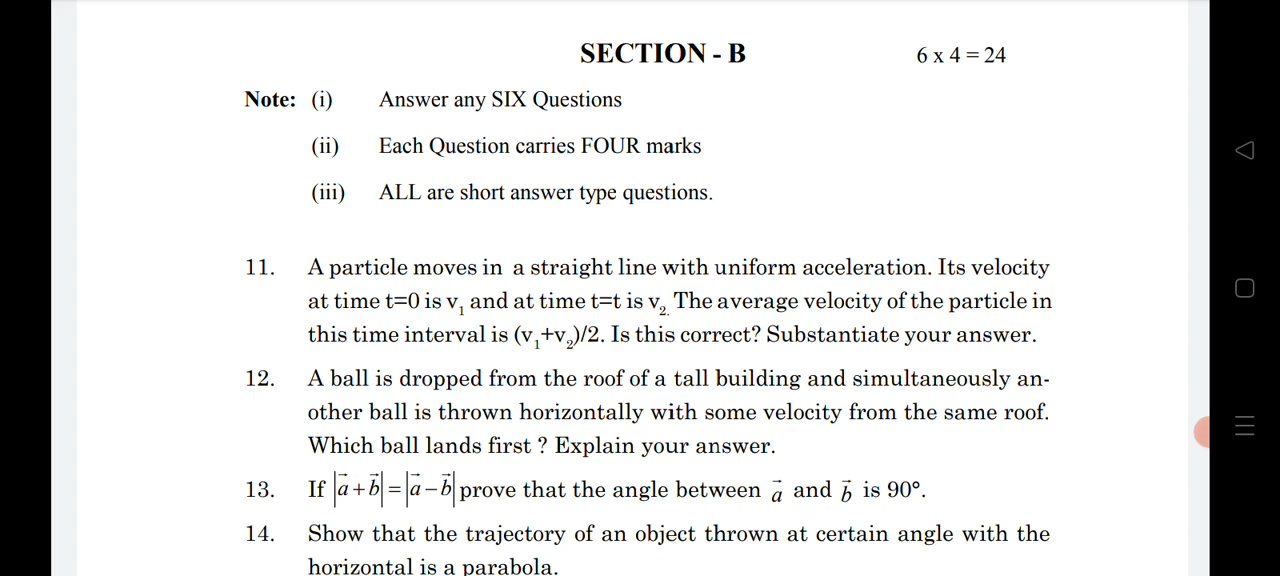 SECTION - B 6 x 4 = 24
Note: (i) Answer any SIX Questions
(ii) Each Question carries FOUR marks
(iii) ALL are short answer type questions.
11. A particle moves in a straight line with uniform acceleration. Its velocity
at time t=0 is v₁ and at time t=t is v₂. The average velocity of the particle in
this time interval is (v₁+v₂)/2. Is this correct? Substantiate your answer.
12. A ball is dropped from the roof of a tall building and simultaneously an-
other ball is thrown horizontally with some velocity from the same roof.
Which ball lands first ? Explain your answer.
13. If |a⃗ + b⃗| = |a⃗ − b⃗| prove that the angle between a⃗ and b⃗ is 90°.
14. Show that the trajectory of an object thrown at certain angle with the
horizontal is a parabola.